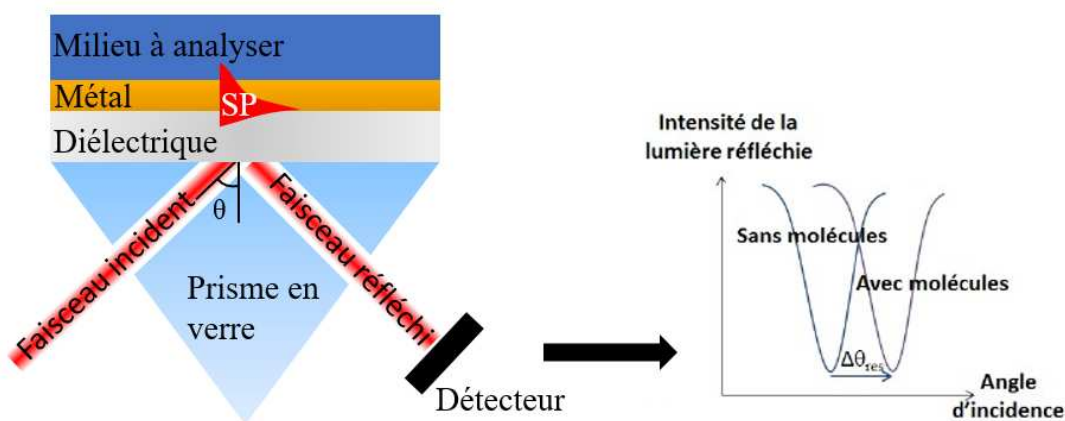 Milieu à analyser
Métal
SP
Diélectrique
θ
Faisceau incident
Faisceau réfléchi
Prisme en
verre
Détecteur
Intensité de la
lumière réfléchie
Sans molécules
Avec molécules
Δθres
Angle
d'incidence